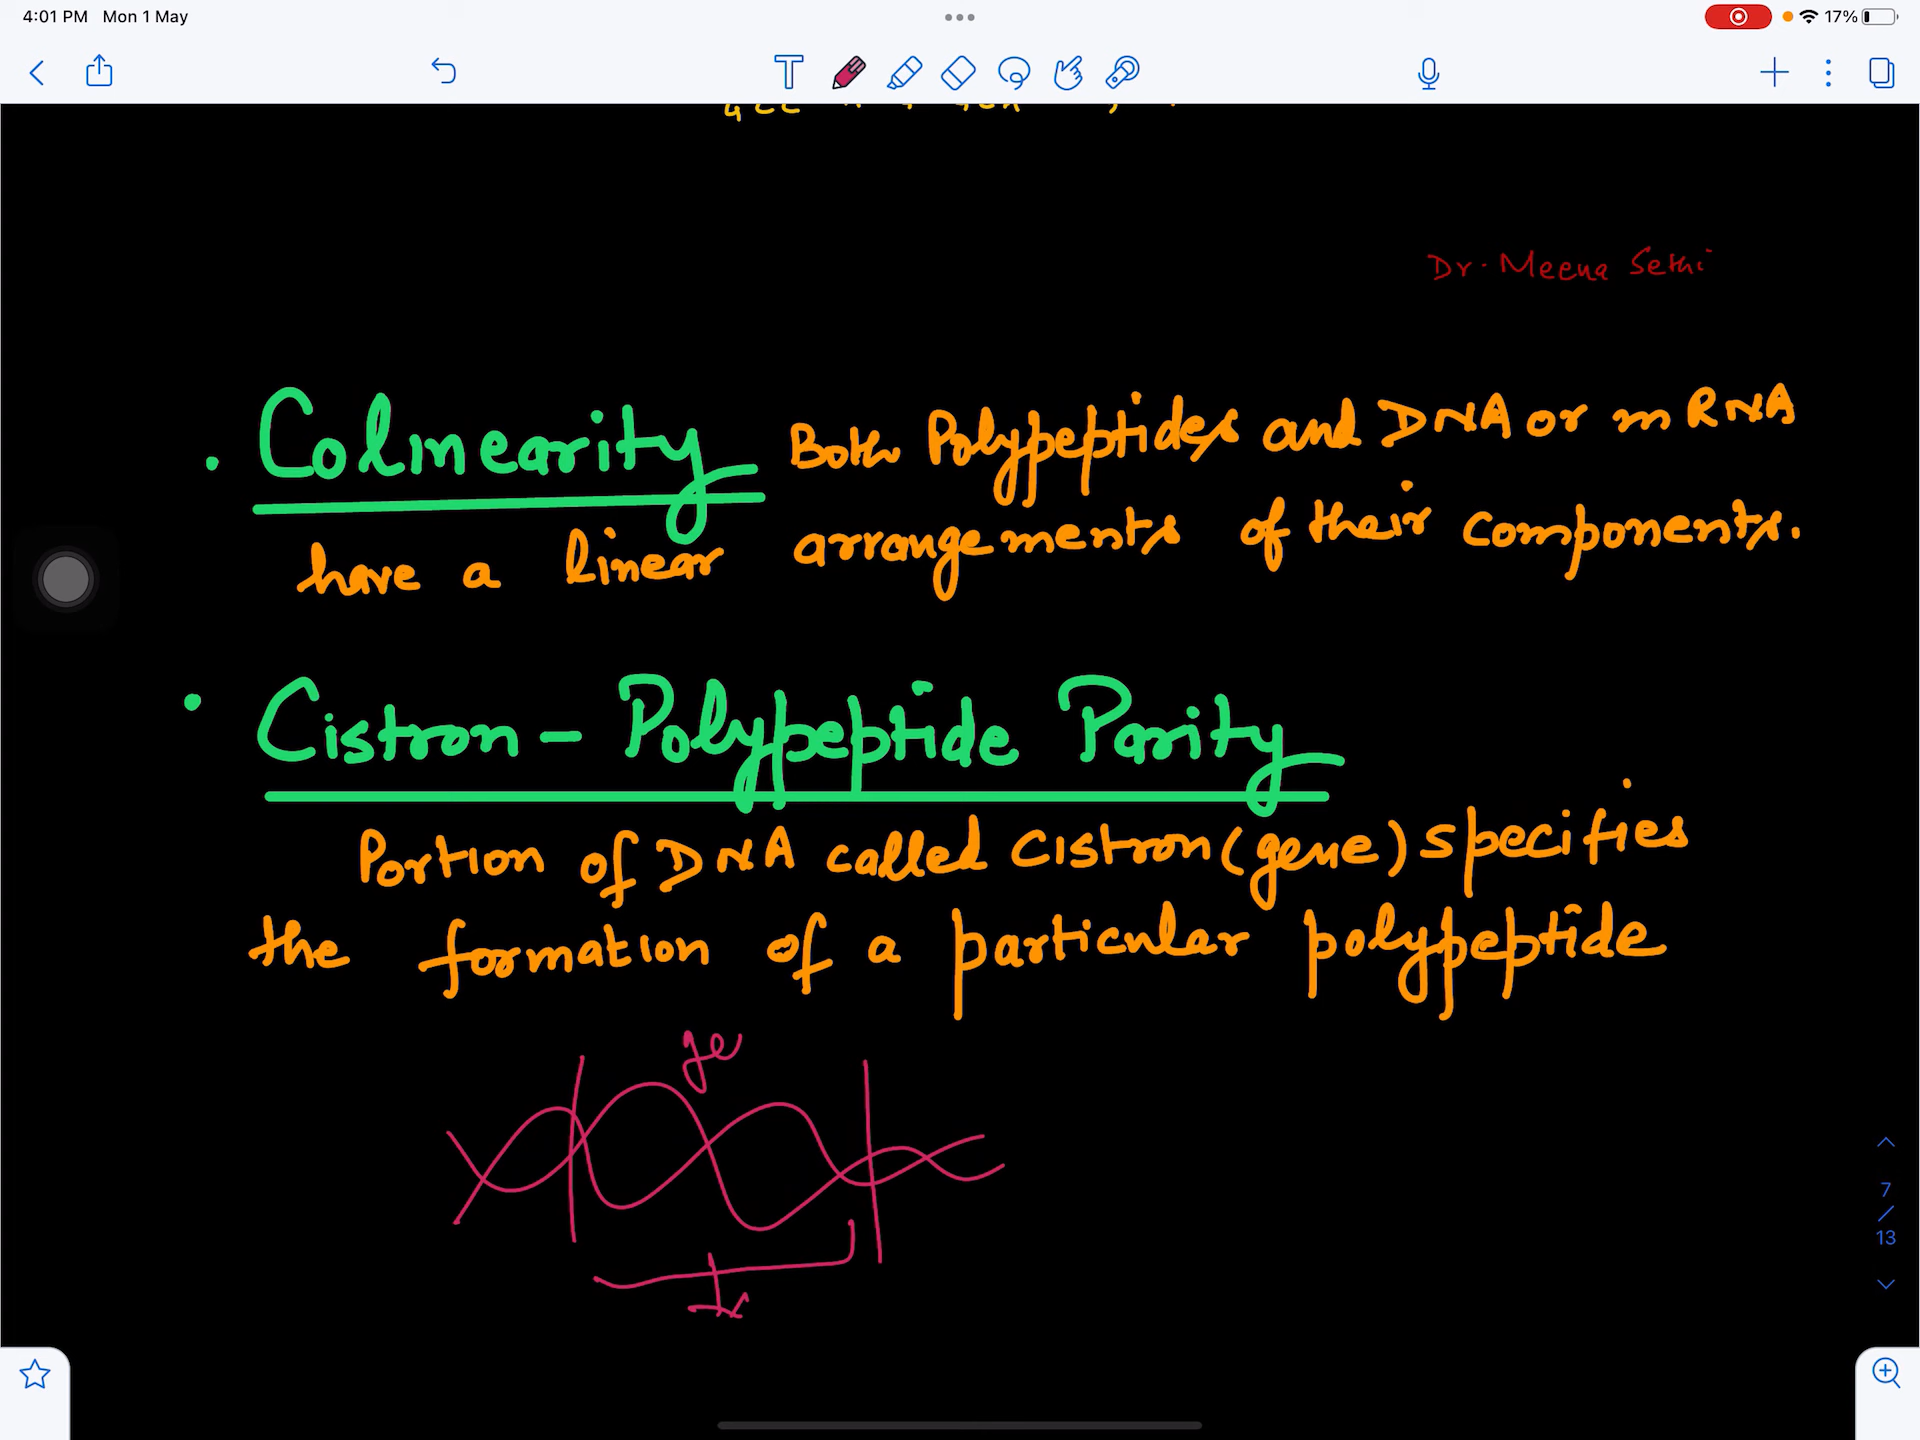 4:01 PM Mon 1 May
17%
Dr. Meena Sethi
• Colinearity Both Polypeptides and DNA or mRNA
have a linear arrangements of their components.
• Cistron - Polypeptide Parity
Portion of DNA called Cistron (gene) specifies
the formation of a particular polypeptide
ge
7
/
13